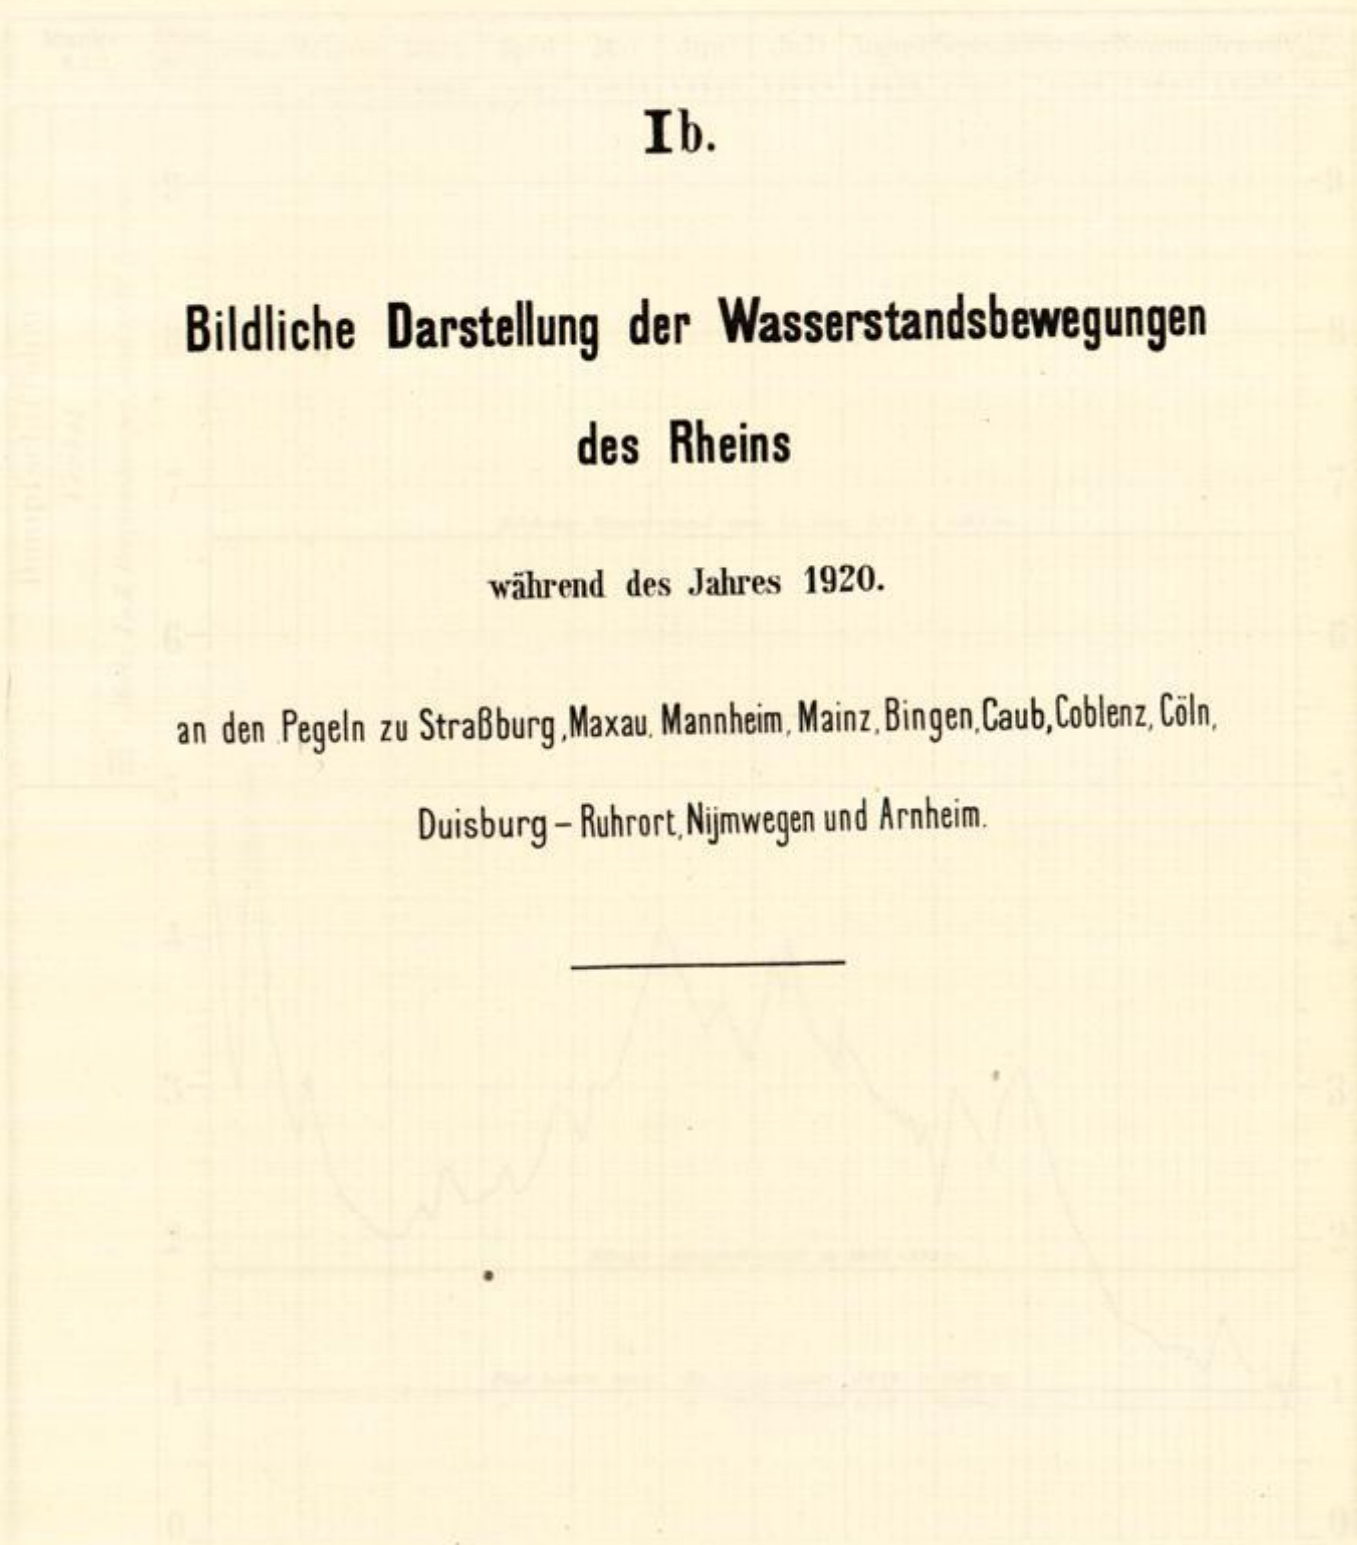 Ib.
Bildliche Darstellung der Wasserstandsbewegungen
des Rheins
während des Jahres 1920.
an den Pegeln zu Straßburg, Maxau, Mannheim, Mainz, Bingen, Caub, Coblenz, Cöln,
Duisburg – Ruhrort, Nijmwegen und Arnheim.